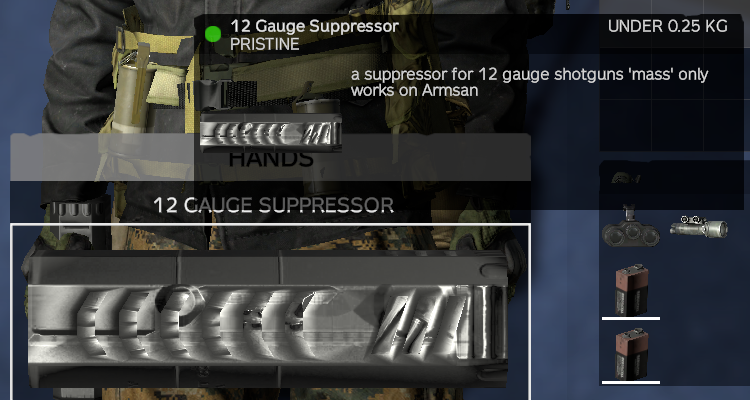 12 Gauge Suppressor
UNDER 0.25 KG
PRISTINE
a suppressor for 12 gauge shotguns 'mass' only
works on Armsan
HANDS
12 GAUGE SUPPRESSOR